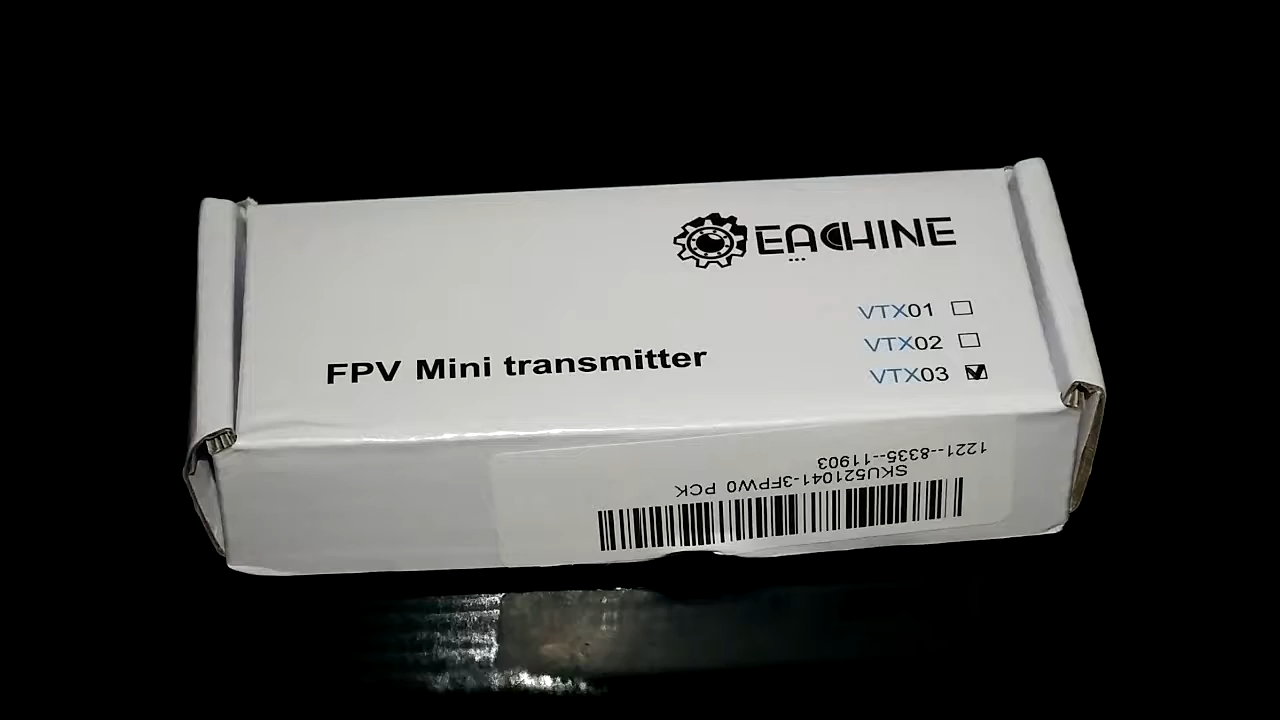 EACHINE
VTX01
VTX02
VTX03
FPV Mini transmitter
SKU521041-3FPW0 PCK
1221--8335--11903